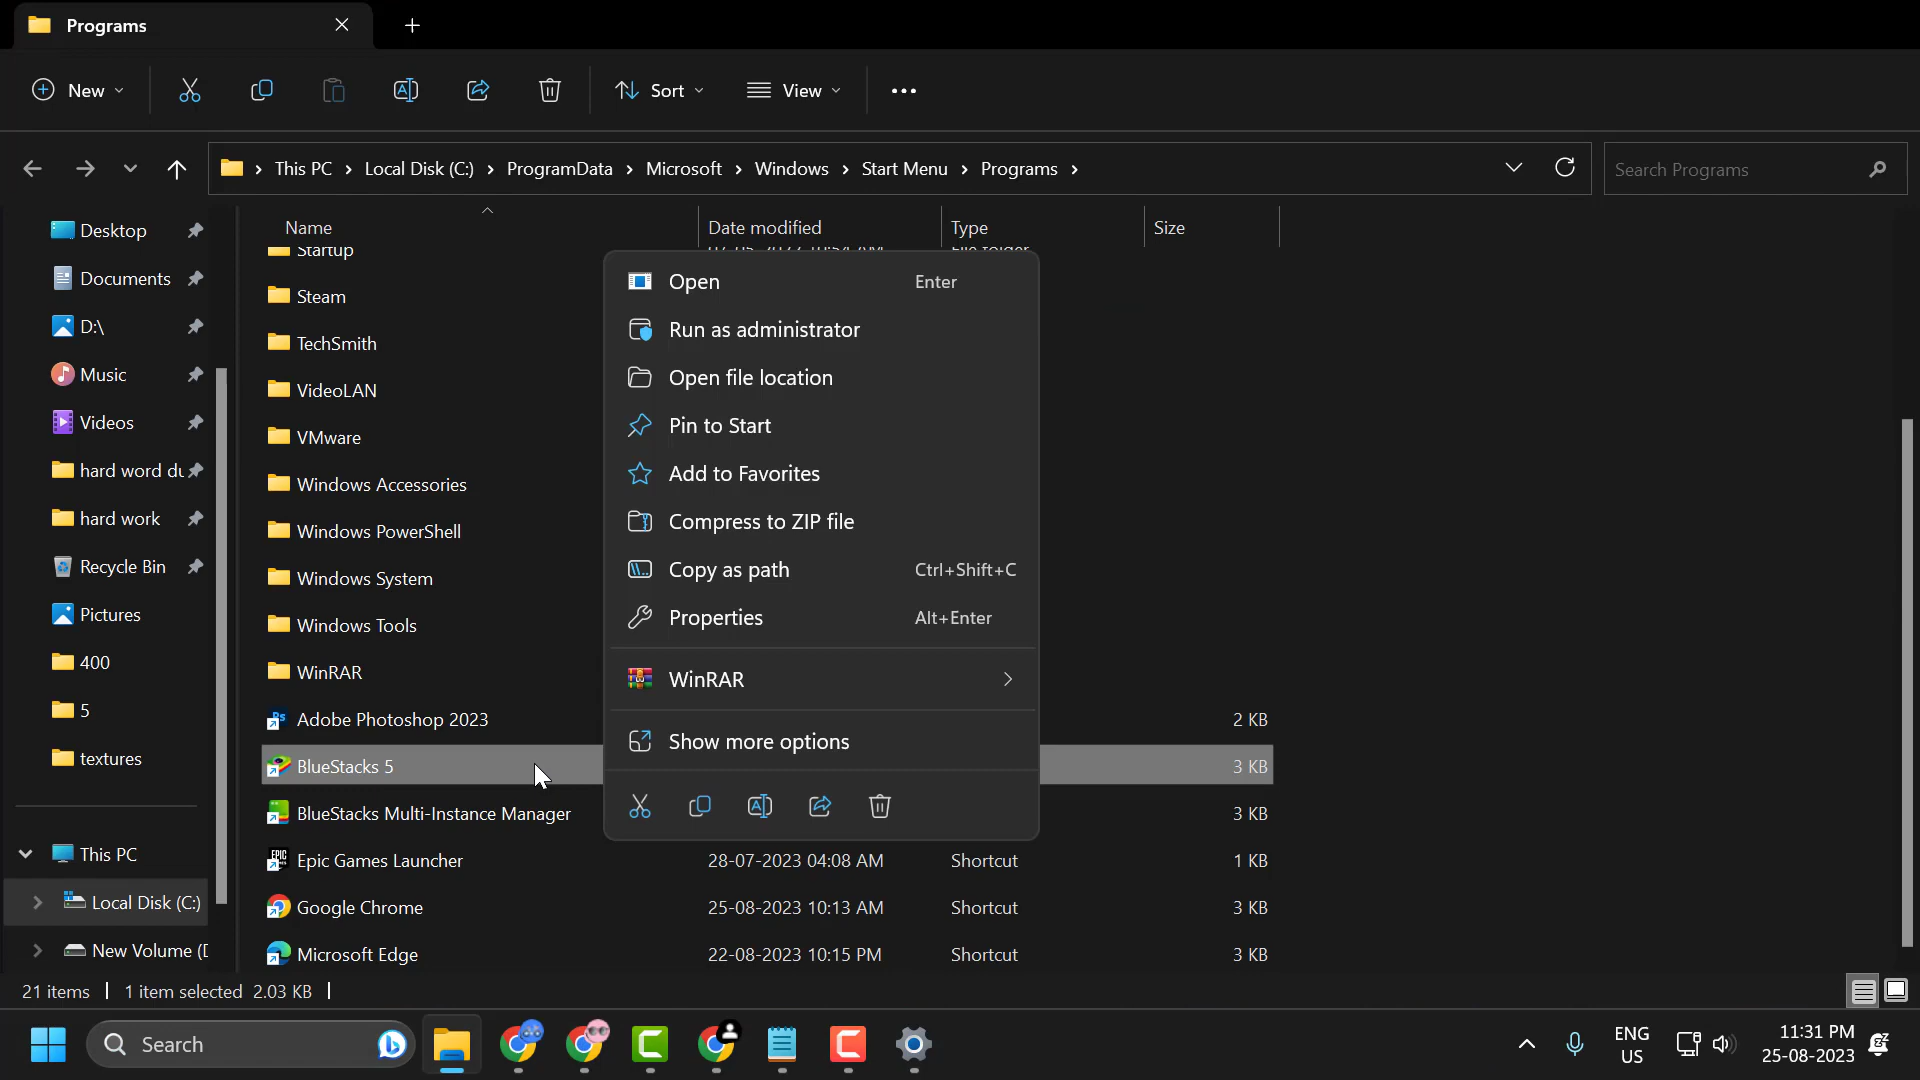 Programs
New
Sort
View
This PC
Local Disk (C:)
ProgramData
Microsoft
Windows
Start Menu
Programs
Search Programs
Desktop
Documents
D:\
Music
Videos
hard word du
hard work
Recycle Bin
Pictures
400
5
textures
This PC
Local Disk (C:)
New Volume (D
Name
Date modified
Type
Size
Startup
Steam
TechSmith
VideoLAN
VMware
Windows Accessories
Windows PowerShell
Windows System
Windows Tools
WinRAR
Adobe Photoshop 2023 2 KB
BlueStacks 5 3 KB
BlueStacks Multi-Instance Manager 3 KB
Epic Games Launcher 28-07-2023 04:08 AM Shortcut 1 KB
Google Chrome 25-08-2023 10:13 AM Shortcut 3 KB
Microsoft Edge 22-08-2023 10:15 PM Shortcut 3 KB
Open Enter
Run as administrator
Open file location
Pin to Start
Add to Favorites
Compress to ZIP file
Copy as path Ctrl+Shift+C
Properties Alt+Enter
WinRAR
Show more options
21 items
1 item selected 2.03 KB
Search
ENG
US
11:31 PM
25-08-2023